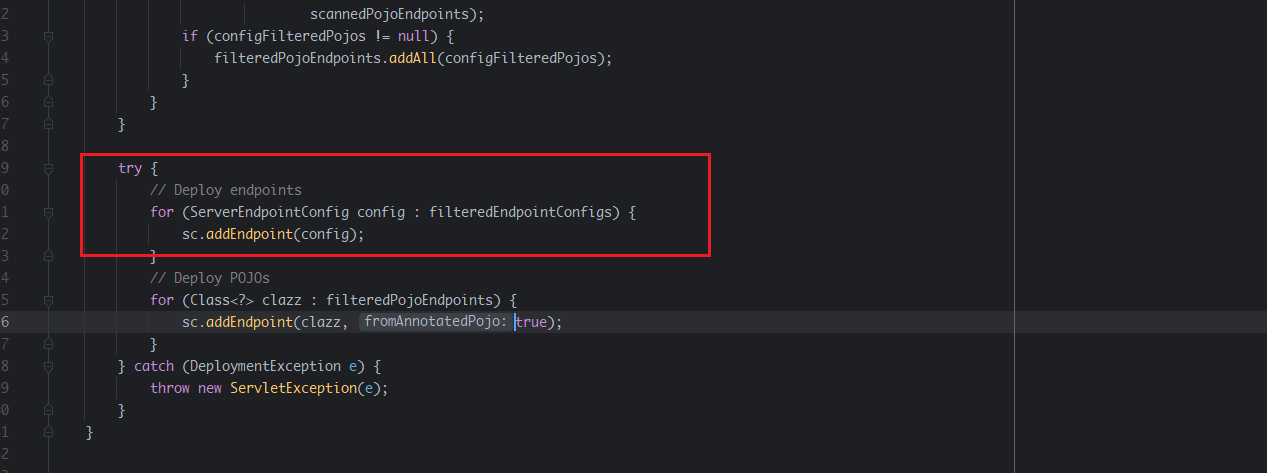 2 scannedPojoEndpoints);
3 if (configFilteredPojos != null) {
4 filteredPojoEndpoints.addAll(configFilteredPojos);
5 }
6 }
7 }
8
9 try {
0 // Deploy endpoints
1 for (ServerEndpointConfig config : filteredEndpointConfigs) {
2 sc.addEndpoint(config);
3 }
4 // Deploy POJOs
5 for (Class<?> clazz : filteredPojoEndpoints) {
6 sc.addEndpoint(clazz, fromAnnotatedPojo: true);
7 }
8 } catch (DeploymentException e) {
9 throw new ServletException(e);
0 }
1 }
2